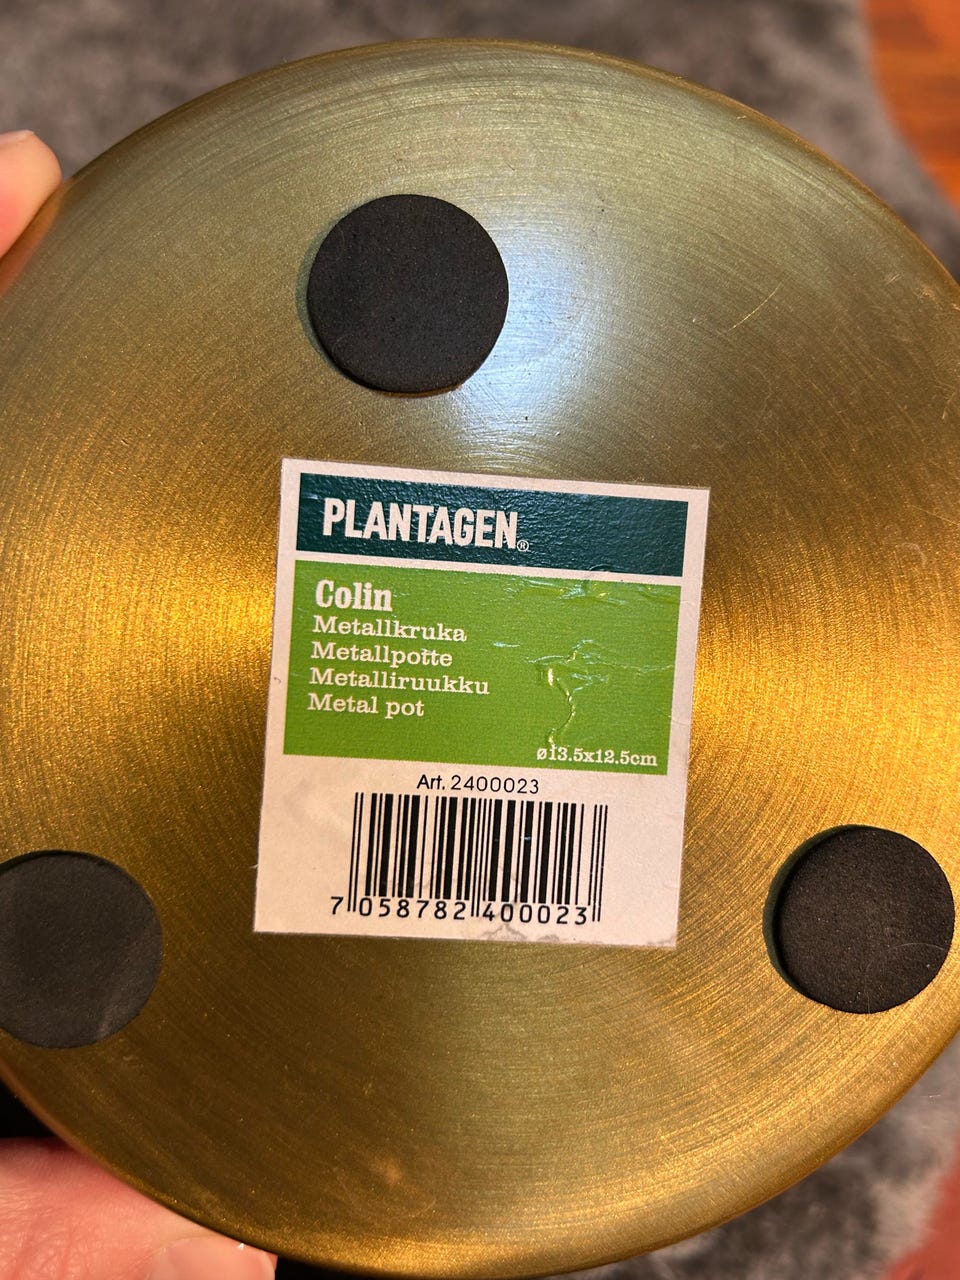 PLANTAGEN®
Colin
Metallkruka
Metallpotte
Metalliruukku
Metal pot
ø13.5x12.5cm
Art. 2400023
7 058782 400023